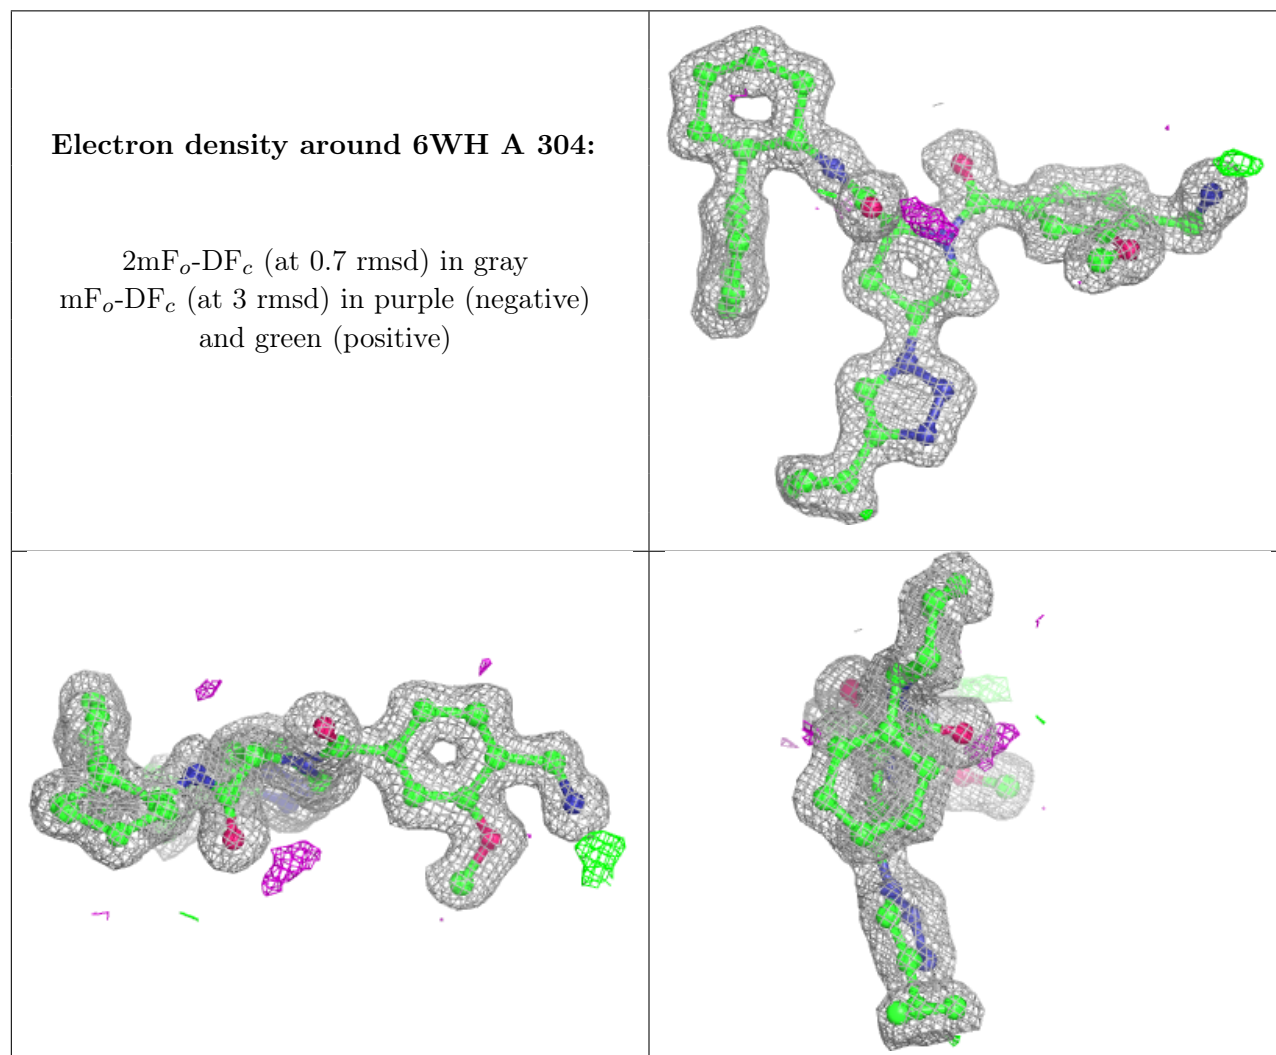 Electron density around 6WH A 304:
2mFo-DFc (at 0.7 rmsd) in gray
mFo-DFc (at 3 rmsd) in purple (negative)
and green (positive)